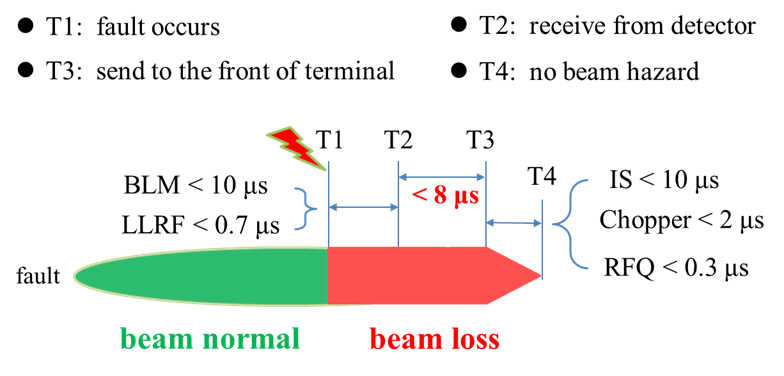 ● T1: fault occurs
● T2: receive from detector
● T3: send to the front of terminal
● T4: no beam hazard
T1
T2
T3
T4
BLM < 10 μs
LLRF < 0.7 μs
< 8 μs
IS < 10 μs
Chopper < 2 μs
RFQ < 0.3 μs
fault
beam normal
beam loss